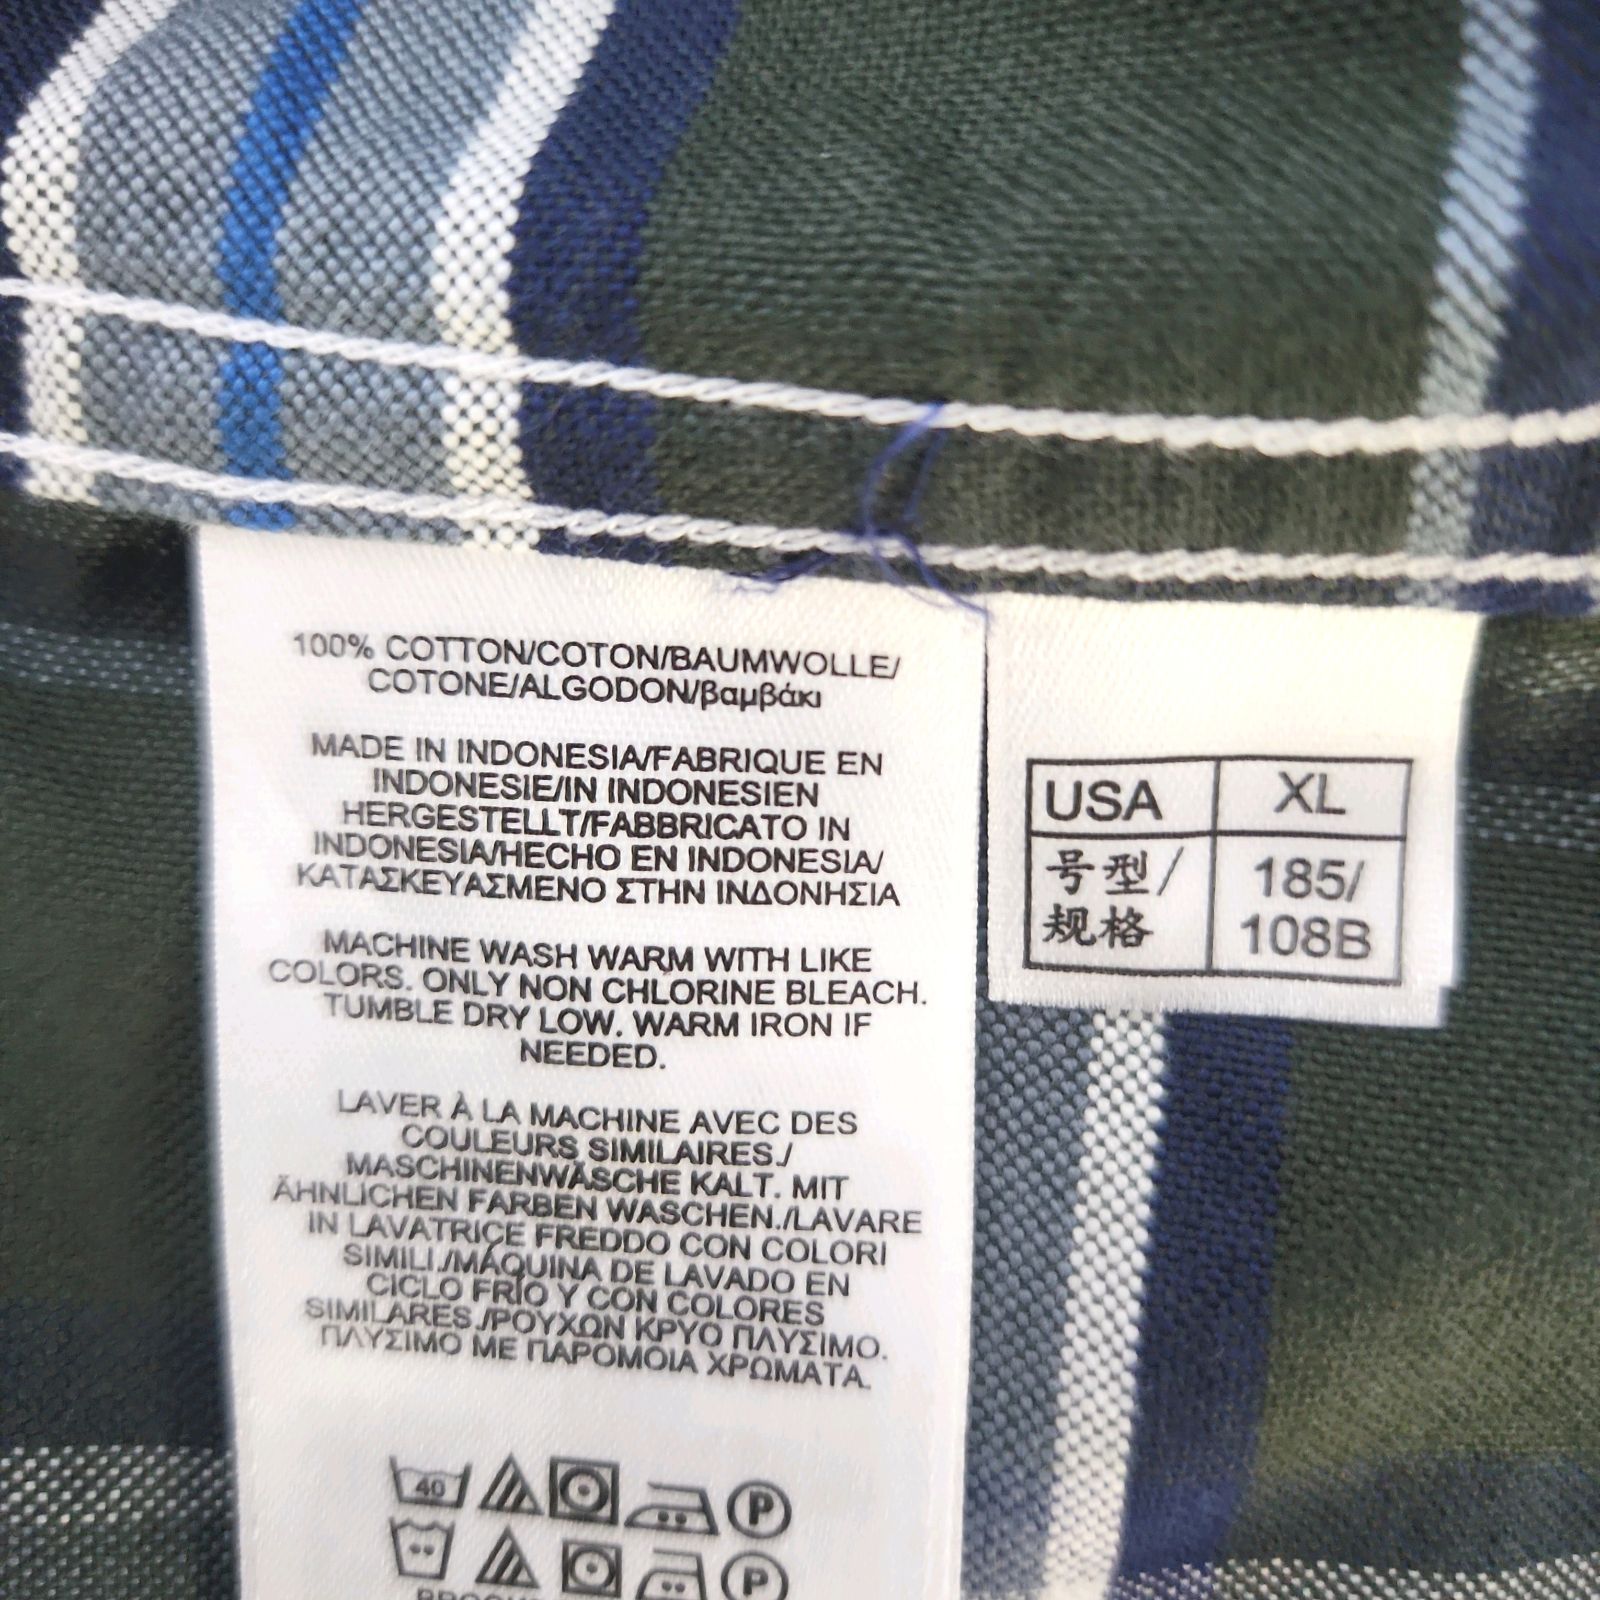 100% COTTON/COTON/BAUMWOLLE/
COTONE/ALGODON/βαμβάκι
MADE IN INDONESIA/FABRIQUE EN
INDONESIE/IN INDONESIEN
HERGESTELLT/FABBRICATO IN
INDONESIA/HECHO EN INDONESIA/
ΚΑΤΑΣΚΕΥΑΣΜΕΝΟ ΣΤΗΝ ΙΝΔΟΝΗΣΙΑ
MACHINE WASH WARM WITH LIKE
COLORS. ONLY NON CHLORINE BLEACH.
TUMBLE DRY LOW. WARM IRON IF
NEEDED.
LAVER À LA MACHINE AVEC DES
COULEURS SIMILAIRES./
MASCHINENWÄSCHE KALT. MIT
ÄHNLICHEN FARBEN WASCHEN./LAVARE
IN LAVATRICE FREDDO CON COLORI
SIMILI./MÁQUINA DE LAVADO EN
CICLO FRÍO Y CON COLORES
SIMILARES./ΡΟΥΧΩΝ ΚΡΥΟ ΠΛΥΣΙΜΟ.
ΠΛΥΣΙΜΟ ΜΕ ΠΑΡΟΜΟΙΑ ΧΡΩΜΑΤΑ.
40 P
P
USA XL
号型/ 185/
规格 108B